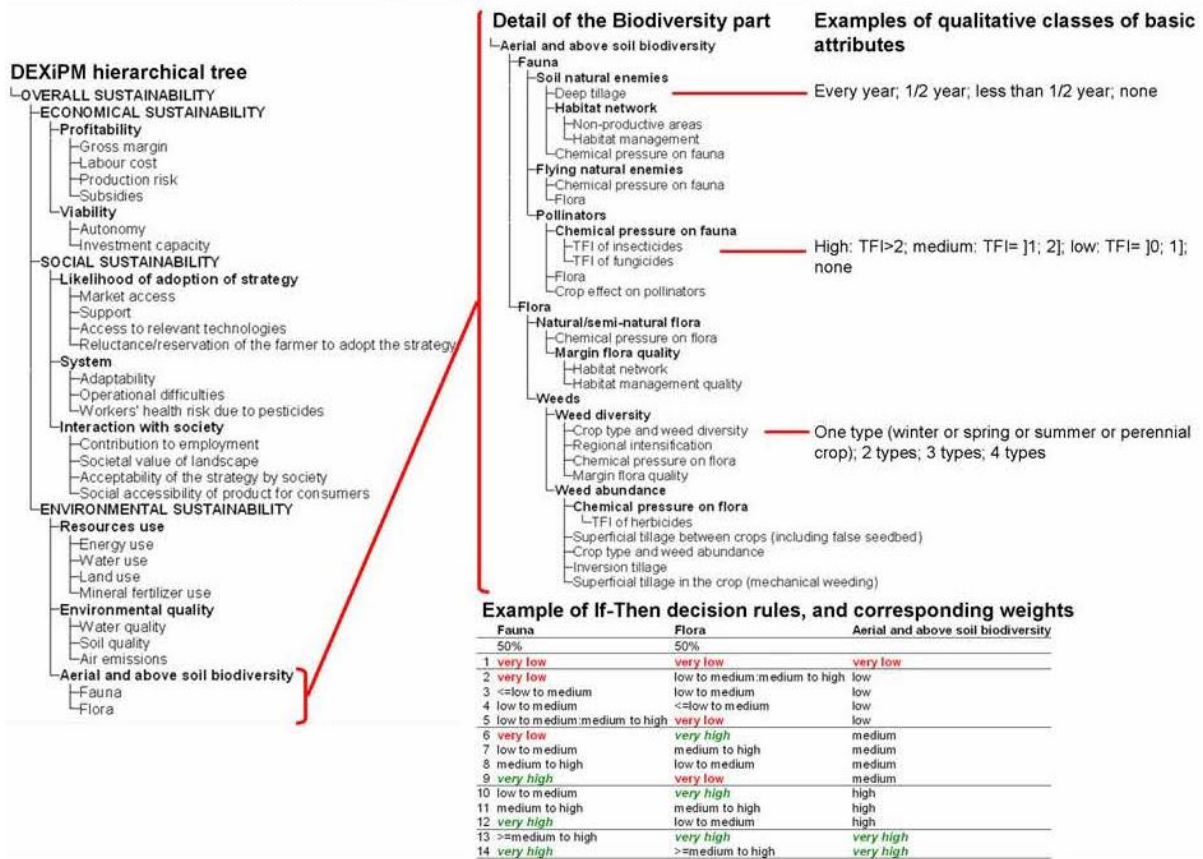 DEXiPM hierarchical tree
OVERALL SUSTAINABILITY
ECONOMICAL SUSTAINABILITY
Profitability
Gross margin
Labour cost
Production risk
Subsidies
Viability
Autonomy
Investment capacity
SOCIAL SUSTAINABILITY
Likelihood of adoption of strategy
Market access
Support
Access to relevant technologies
Reluctance/reservation of the farmer to adopt the strategy
System
Adaptability
Operational difficulties
Workers' health risk due to pesticides
Interaction with society
Contribution to employment
Societal value of landscape
Acceptability of the strategy by society
Social accessibility of product for consumers
ENVIRONMENTAL SUSTAINABILITY
Resources use
Energy use
Water use
Land use
Mineral fertilizer use
Environmental quality
Water quality
Soil quality
Air emissions
Aerial and above soil biodiversity
Fauna
Flora
Detail of the Biodiversity part
Aerial and above soil biodiversity
Fauna
Soil natural enemies
Deep tillage
Habitat network
Non-productive areas
Habitat management
Chemical pressure on fauna
Flying natural enemies
Chemical pressure on fauna
Flora
Pollinators
Chemical pressure on fauna
TFI of insecticides
TFI of fungicides
Flora
Crop effect on pollinators
Flora
Natural/semi-natural flora
Chemical pressure on flora
Margin flora quality
Habitat network
Habitat management quality
Weeds
Weed diversity
Crop type and weed diversity
Regional intensification
Chemical pressure on flora
Margin flora quality
Weed abundance
Chemical pressure on flora
TFI of herbicides
Superficial tillage between crops (including false seedbed)
Crop type and weed abundance
Inversion tillage
Superficial tillage in the crop (mechanical weeding)
Examples of qualitative classes of basic
attributes
Every year; 1/2 year; less than 1/2 year; none
High: TFI>2; medium: TFI= ]1; 2]; low: TFI= ]0; 1];
none
One type (winter or spring or summer or perennial
crop); 2 types; 3 types; 4 types
Example of If-Then decision rules, and corresponding weights
Fauna Flora Aerial and above soil biodiversity
50% 50%
1 very low very low very low
2 very low low to medium:medium to high low
3 <=low to medium low to medium low
4 low to medium <=low to medium low
5 low to medium:medium to high very low low
6 very low very high medium
7 low to medium medium to high medium
8 medium to high low to medium medium
9 very high very low medium
10 low to medium very high high
11 medium to high medium to high high
12 very high low to medium high
13 >=medium to high very high very high
14 very high >=medium to high very high